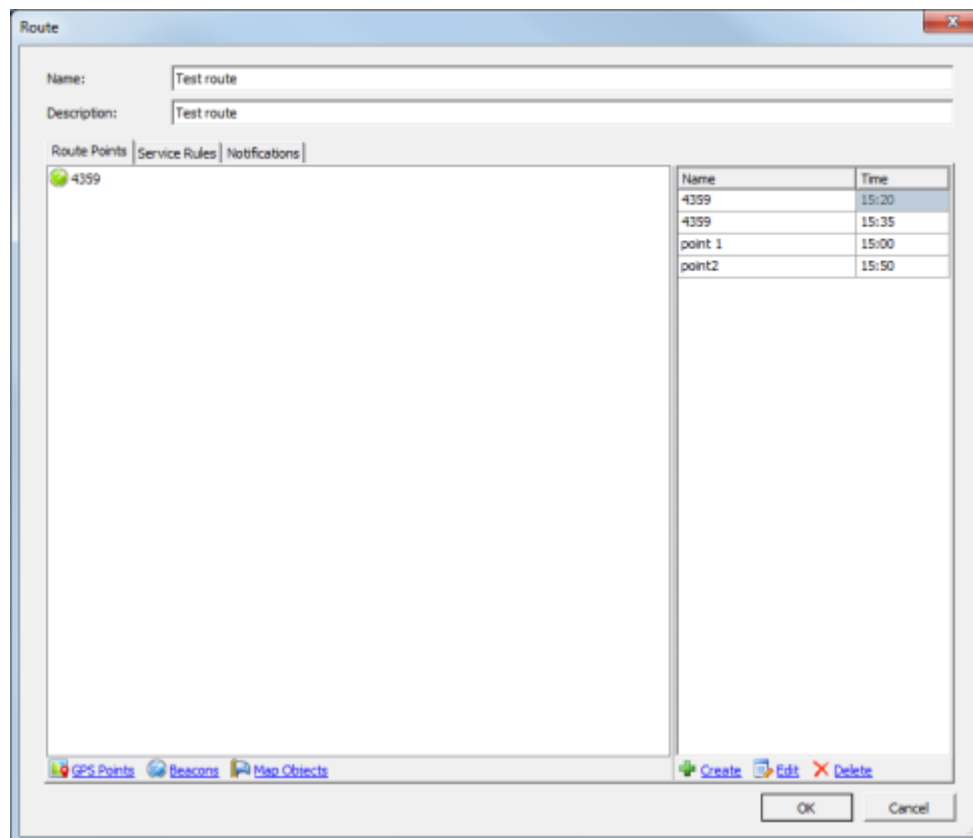 Route
Name: Test route
Description: Test route
Route Points Service Rules Notifications
4359
Name Time
4359 15:20
4359 15:35
point 1 15:00
point2 15:50
GPS Points Beacons Map Objects
Create Edit Delete
OK Cancel